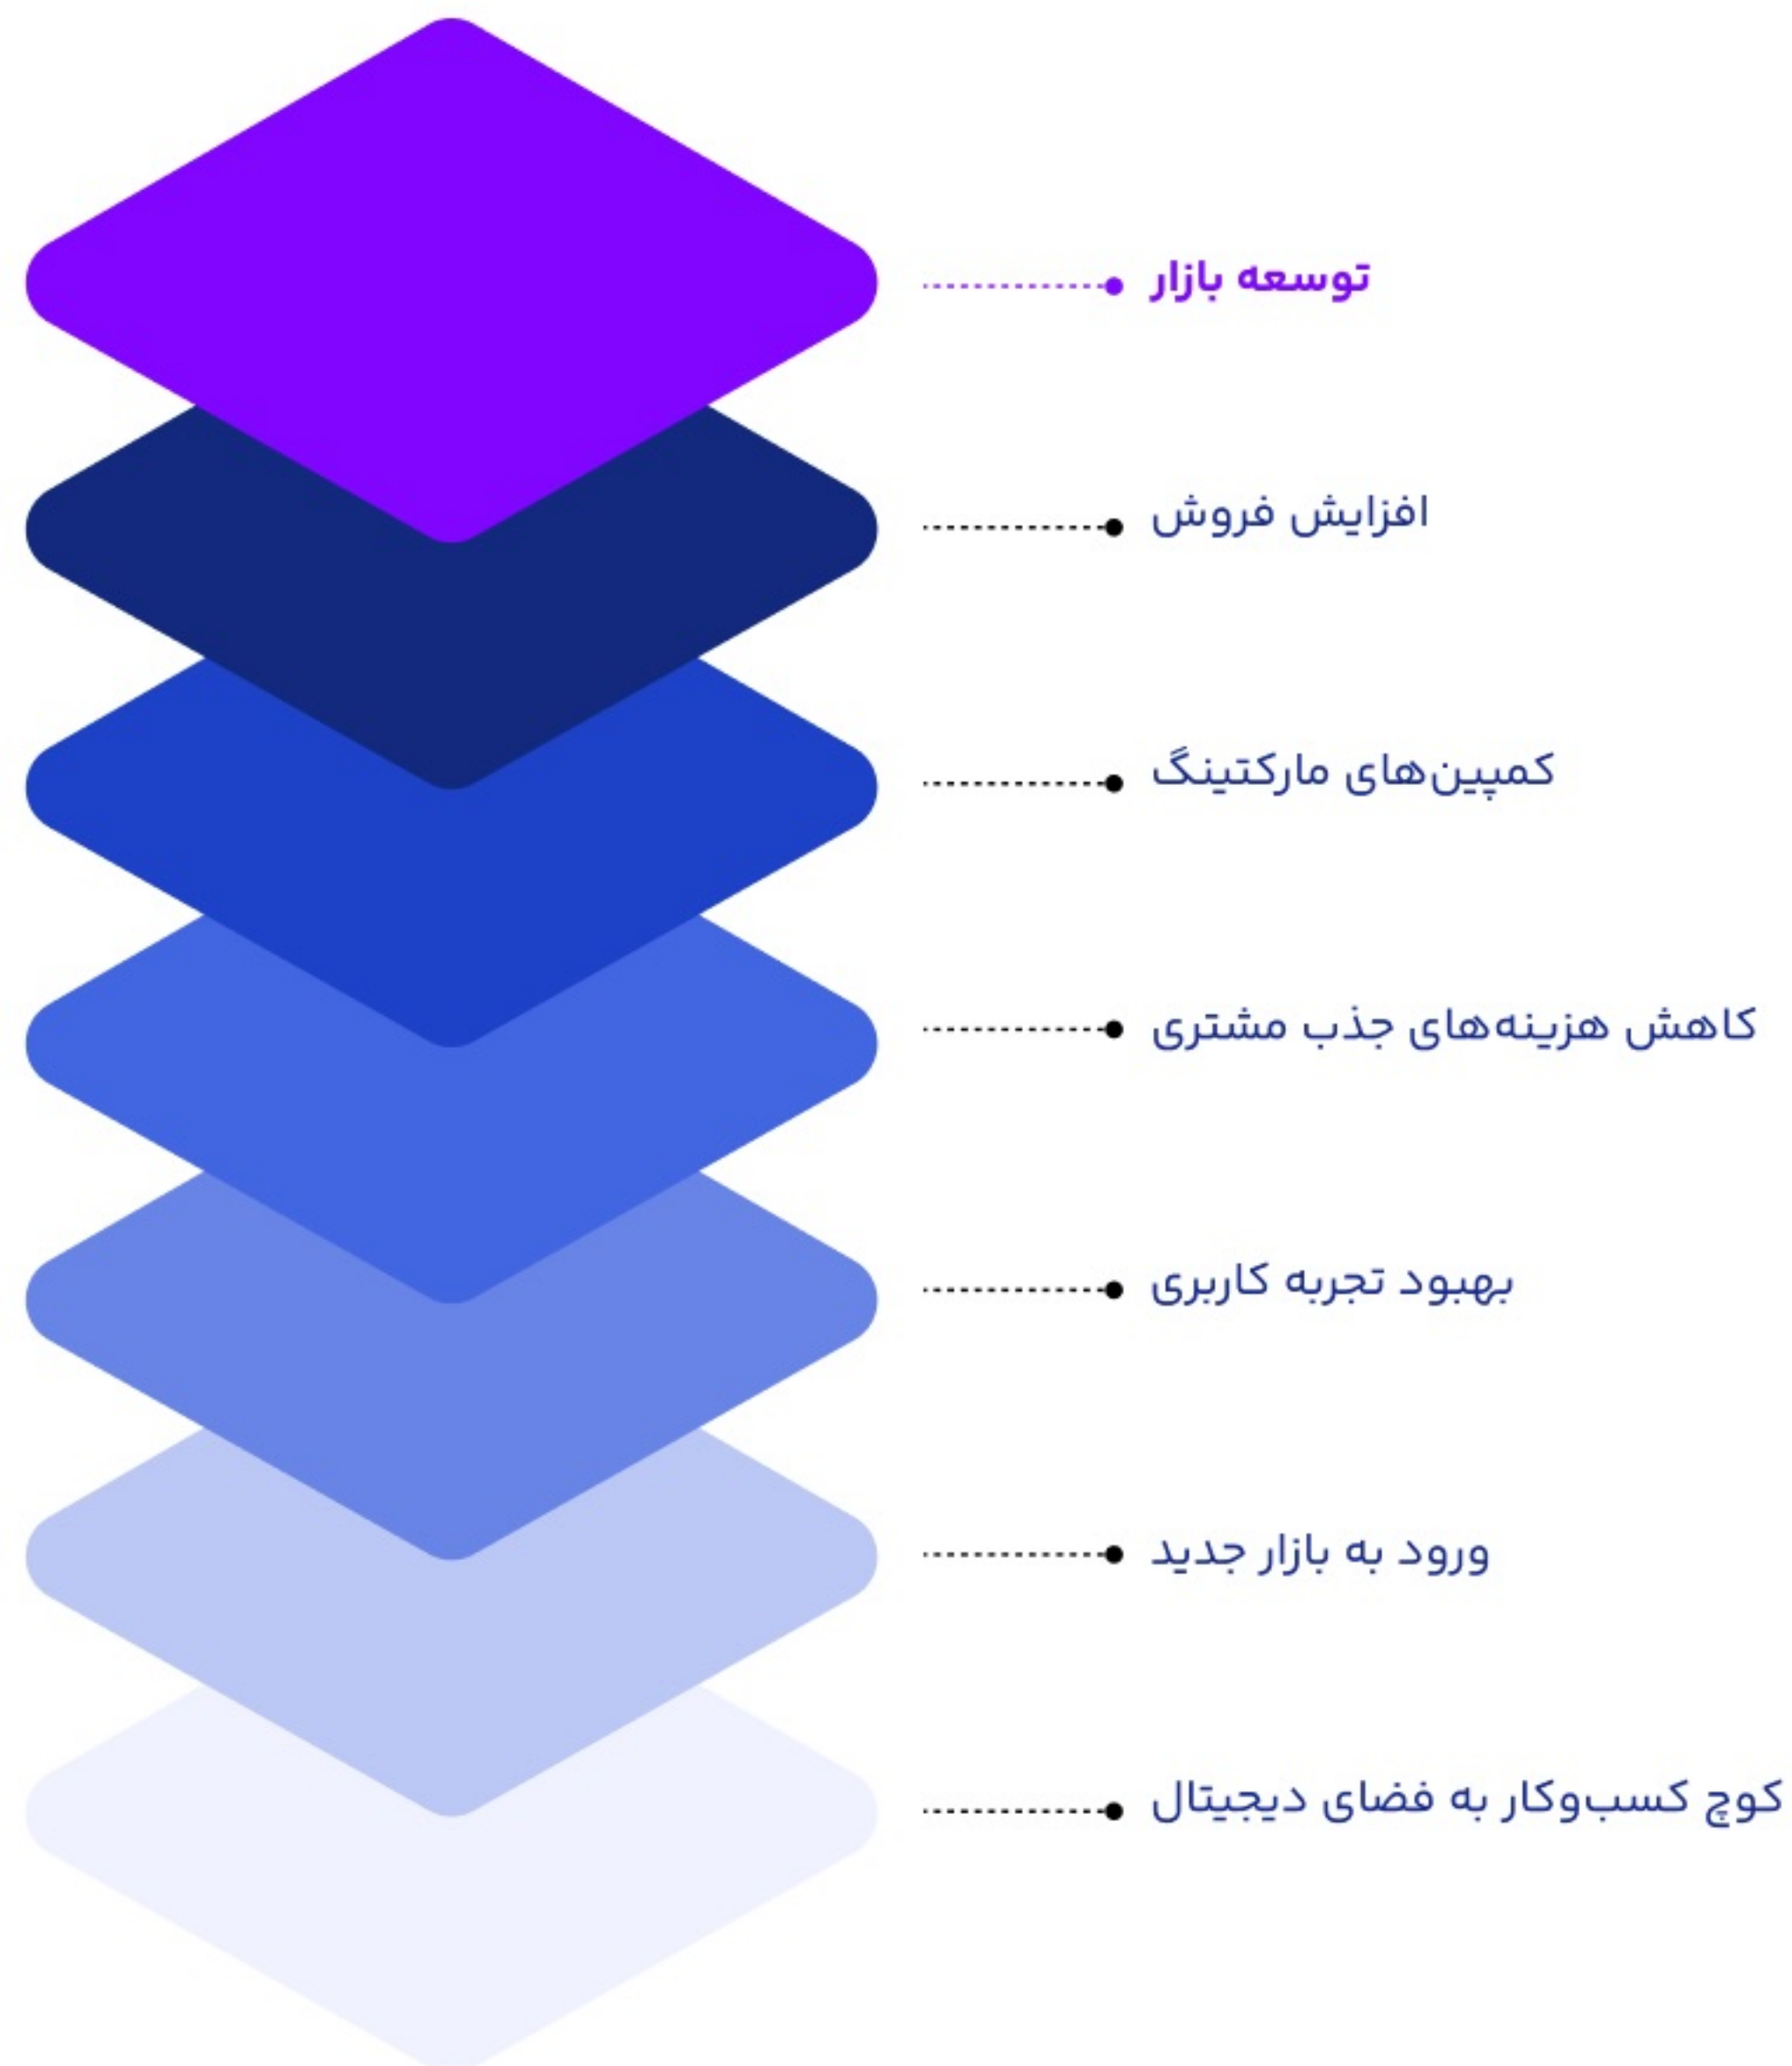 توسعه بازار
افزایش فروش
کمپین‌های مارکتینگ
کاهش هزینه‌های جذب مشتری
بهبود تجربه کاربری
ورود به بازار جدید
کوچ کسب‌وکار به فضای دیجیتال